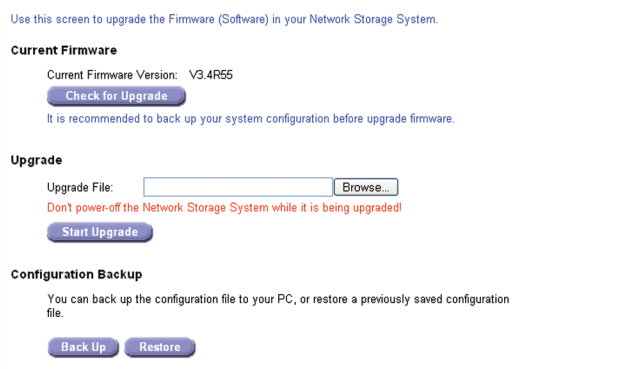 Use this screen to upgrade the Firmware (Software) in your Network Storage System.
Current Firmware
Current Firmware Version: V3.4R55
Check for Upgrade
It is recommended to back up your system configuration before upgrade firmware.
Upgrade
Upgrade File: Browse...
Don't power-off the Network Storage System while it is being upgraded!
Start Upgrade
Configuration Backup
You can back up the configuration file to your PC, or restore a previously saved configuration
file.
Back Up Restore